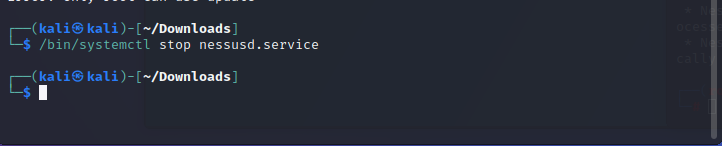 ┌──(kali㉿kali)-[~/Downloads]
└─$ /bin/systemctl stop nessusd.service
┌──(kali㉿kali)-[~/Downloads]
└─$